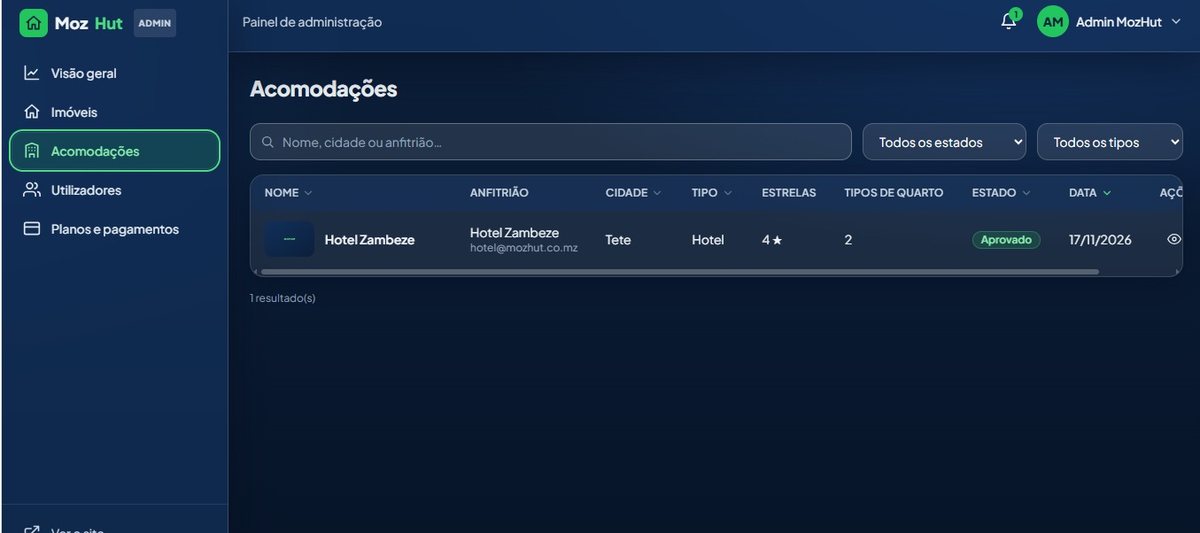 Moz Hut ADMIN
Painel de administração
1
AM
Admin MozHut
Visão geral
Imóveis
Acomodações
Utilizadores
Planos e pagamentos
Acomodações
Nome, cidade ou anfitrião...
Todos os estados
Todos os tipos
NOME ANFITRIÃO CIDADE TIPO ESTRELAS TIPOS DE QUARTO ESTADO DATA
Hotel Zambeze Hotel Zambeze Tete Hotel 4★ 2 Aprovado 17/11/2026
hotel@mozhut.co.mz
1 resultado(s)